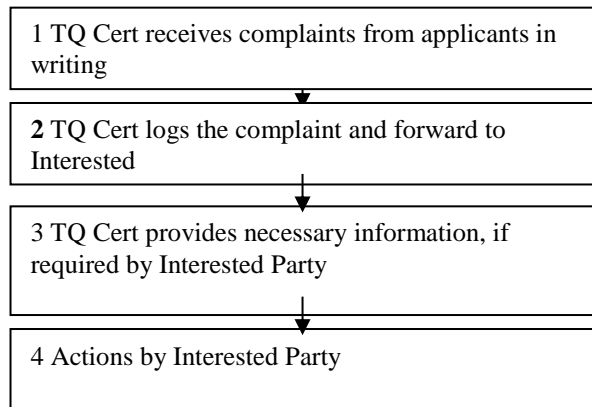 1 TQ Cert receives complaints from applicants in
writing
2 TQ Cert logs the complaint and forward to
Interested
3 TQ Cert provides necessary information, if
required by Interested Party
4 Actions by Interested Party